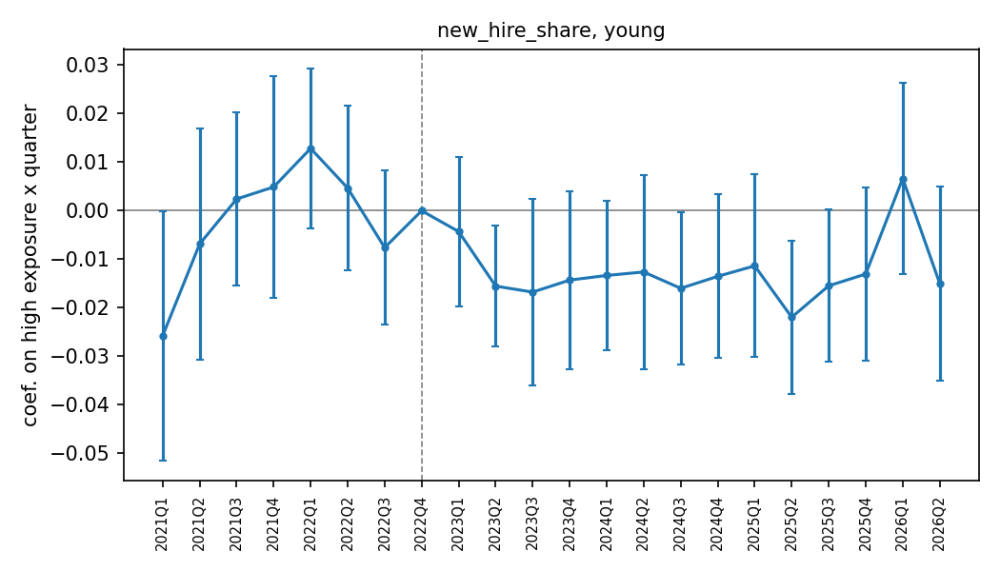 new_hire_share, young
coef. on high exposure x quarter
0.03
0.02
0.01
0.00
−0.01
−0.02
−0.03
−0.04
−0.05
2021Q1
2021Q2
2021Q3
2021Q4
2022Q1
2022Q2
2022Q3
2022Q4
2023Q1
2023Q2
2023Q3
2023Q4
2024Q1
2024Q2
2024Q3
2024Q4
2025Q1
2025Q2
2025Q3
2025Q4
2026Q1
2026Q2